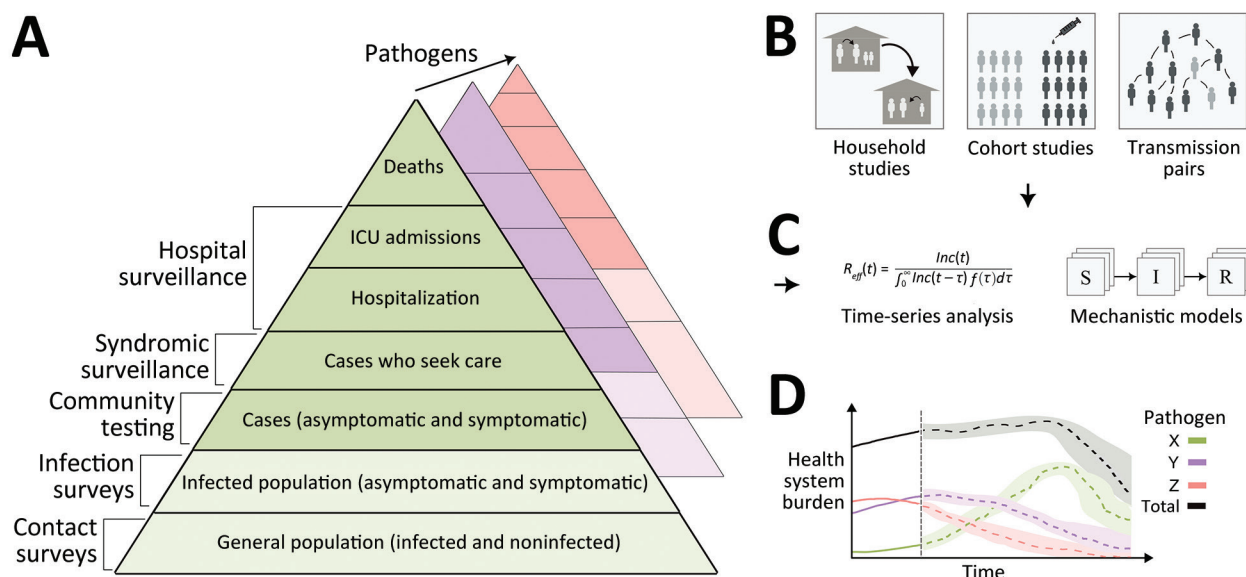 A
Pathogens
Deaths
ICU admissions
Hospitalization
Cases who seek care
Cases (asymptomatic and symptomatic)
Infected population (asymptomatic and symptomatic)
General population (infected and noninfected)
Hospital
surveillance
Syndromic
surveillance
Community
testing
Infection
surveys
Contact
surveys
B
Household
studies
Cohort studies
Transmission
pairs
C
R_eff(t) = Inc(t) / ∫₀^∞ Inc(t−τ) f(τ)dτ
Time-series analysis
S I R
Mechanistic models
D
Health
system
burden
Time
Pathogen
X
Y
Z
Total